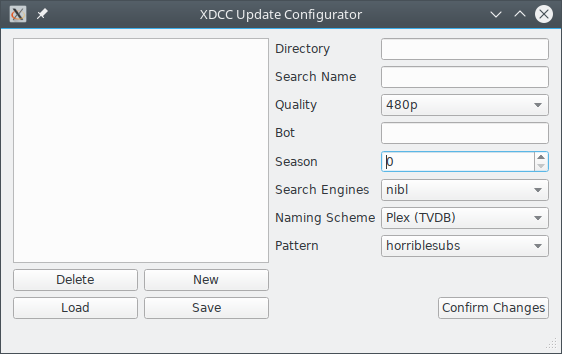 XDCC Update Configurator
Directory
Search Name
Quality 480p
Bot
Season 0
Search Engines nibl
Naming Scheme Plex (TVDB)
Pattern horriblesubs
Delete New
Load Save Confirm Changes